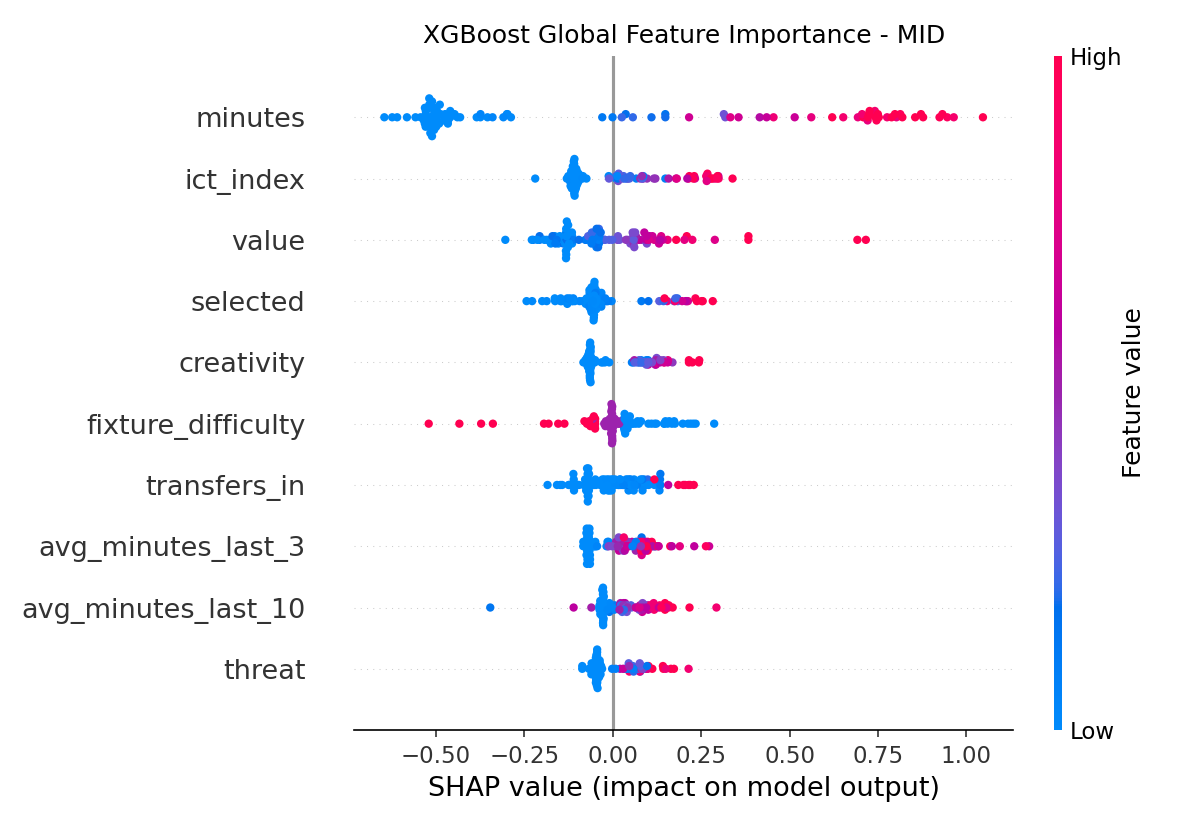 XGBoost Global Feature Importance - MID
High
minutes
ict_index
value
selected
creativity
fixture_difficulty
transfers_in
avg_minutes_last_3
avg_minutes_last_10
threat
Feature value
Low
−0.50 −0.25 0.00 0.25 0.50 0.75 1.00
SHAP value (impact on model output)